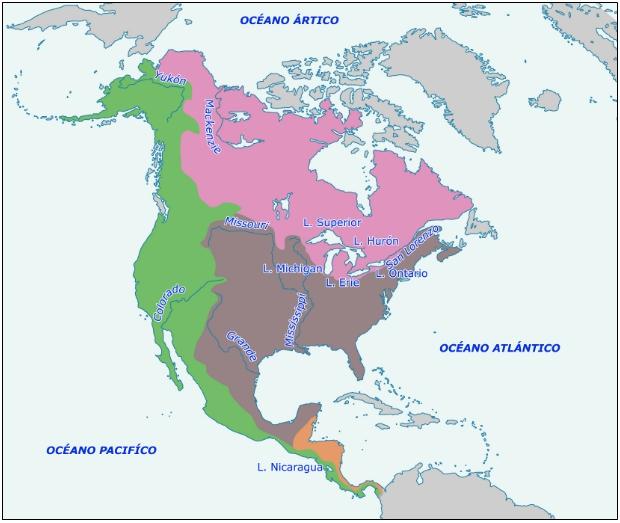 OCÉANO ÁRTICO
Yukón
Mackenzie
Missouri
L. Superior
L. Hurón
San Lorenzo
L. Michigan
L. Ontario
L. Erie
Colorado
Mississippi
Grande
OCÉANO ATLÁNTICO
OCÉANO PACIFÍCO
L. Nicaragua